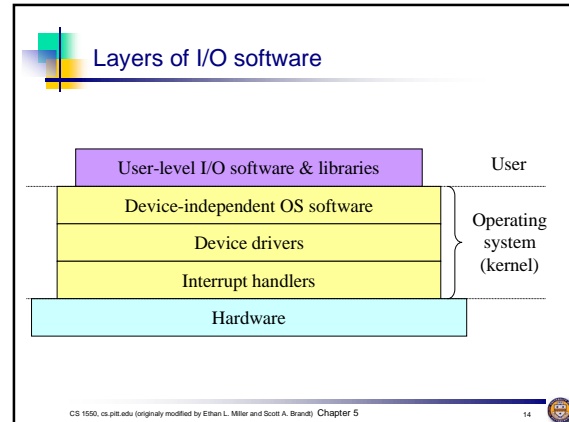 Layers of I/O software
User-level I/O software & libraries
User
Device-independent OS software
Device drivers
Interrupt handlers
Operating
system
(kernel)
Hardware
CS 1550, cs.pitt.edu (originaly modified by Ethan L. Miller and Scott A. Brandt) Chapter 5
14